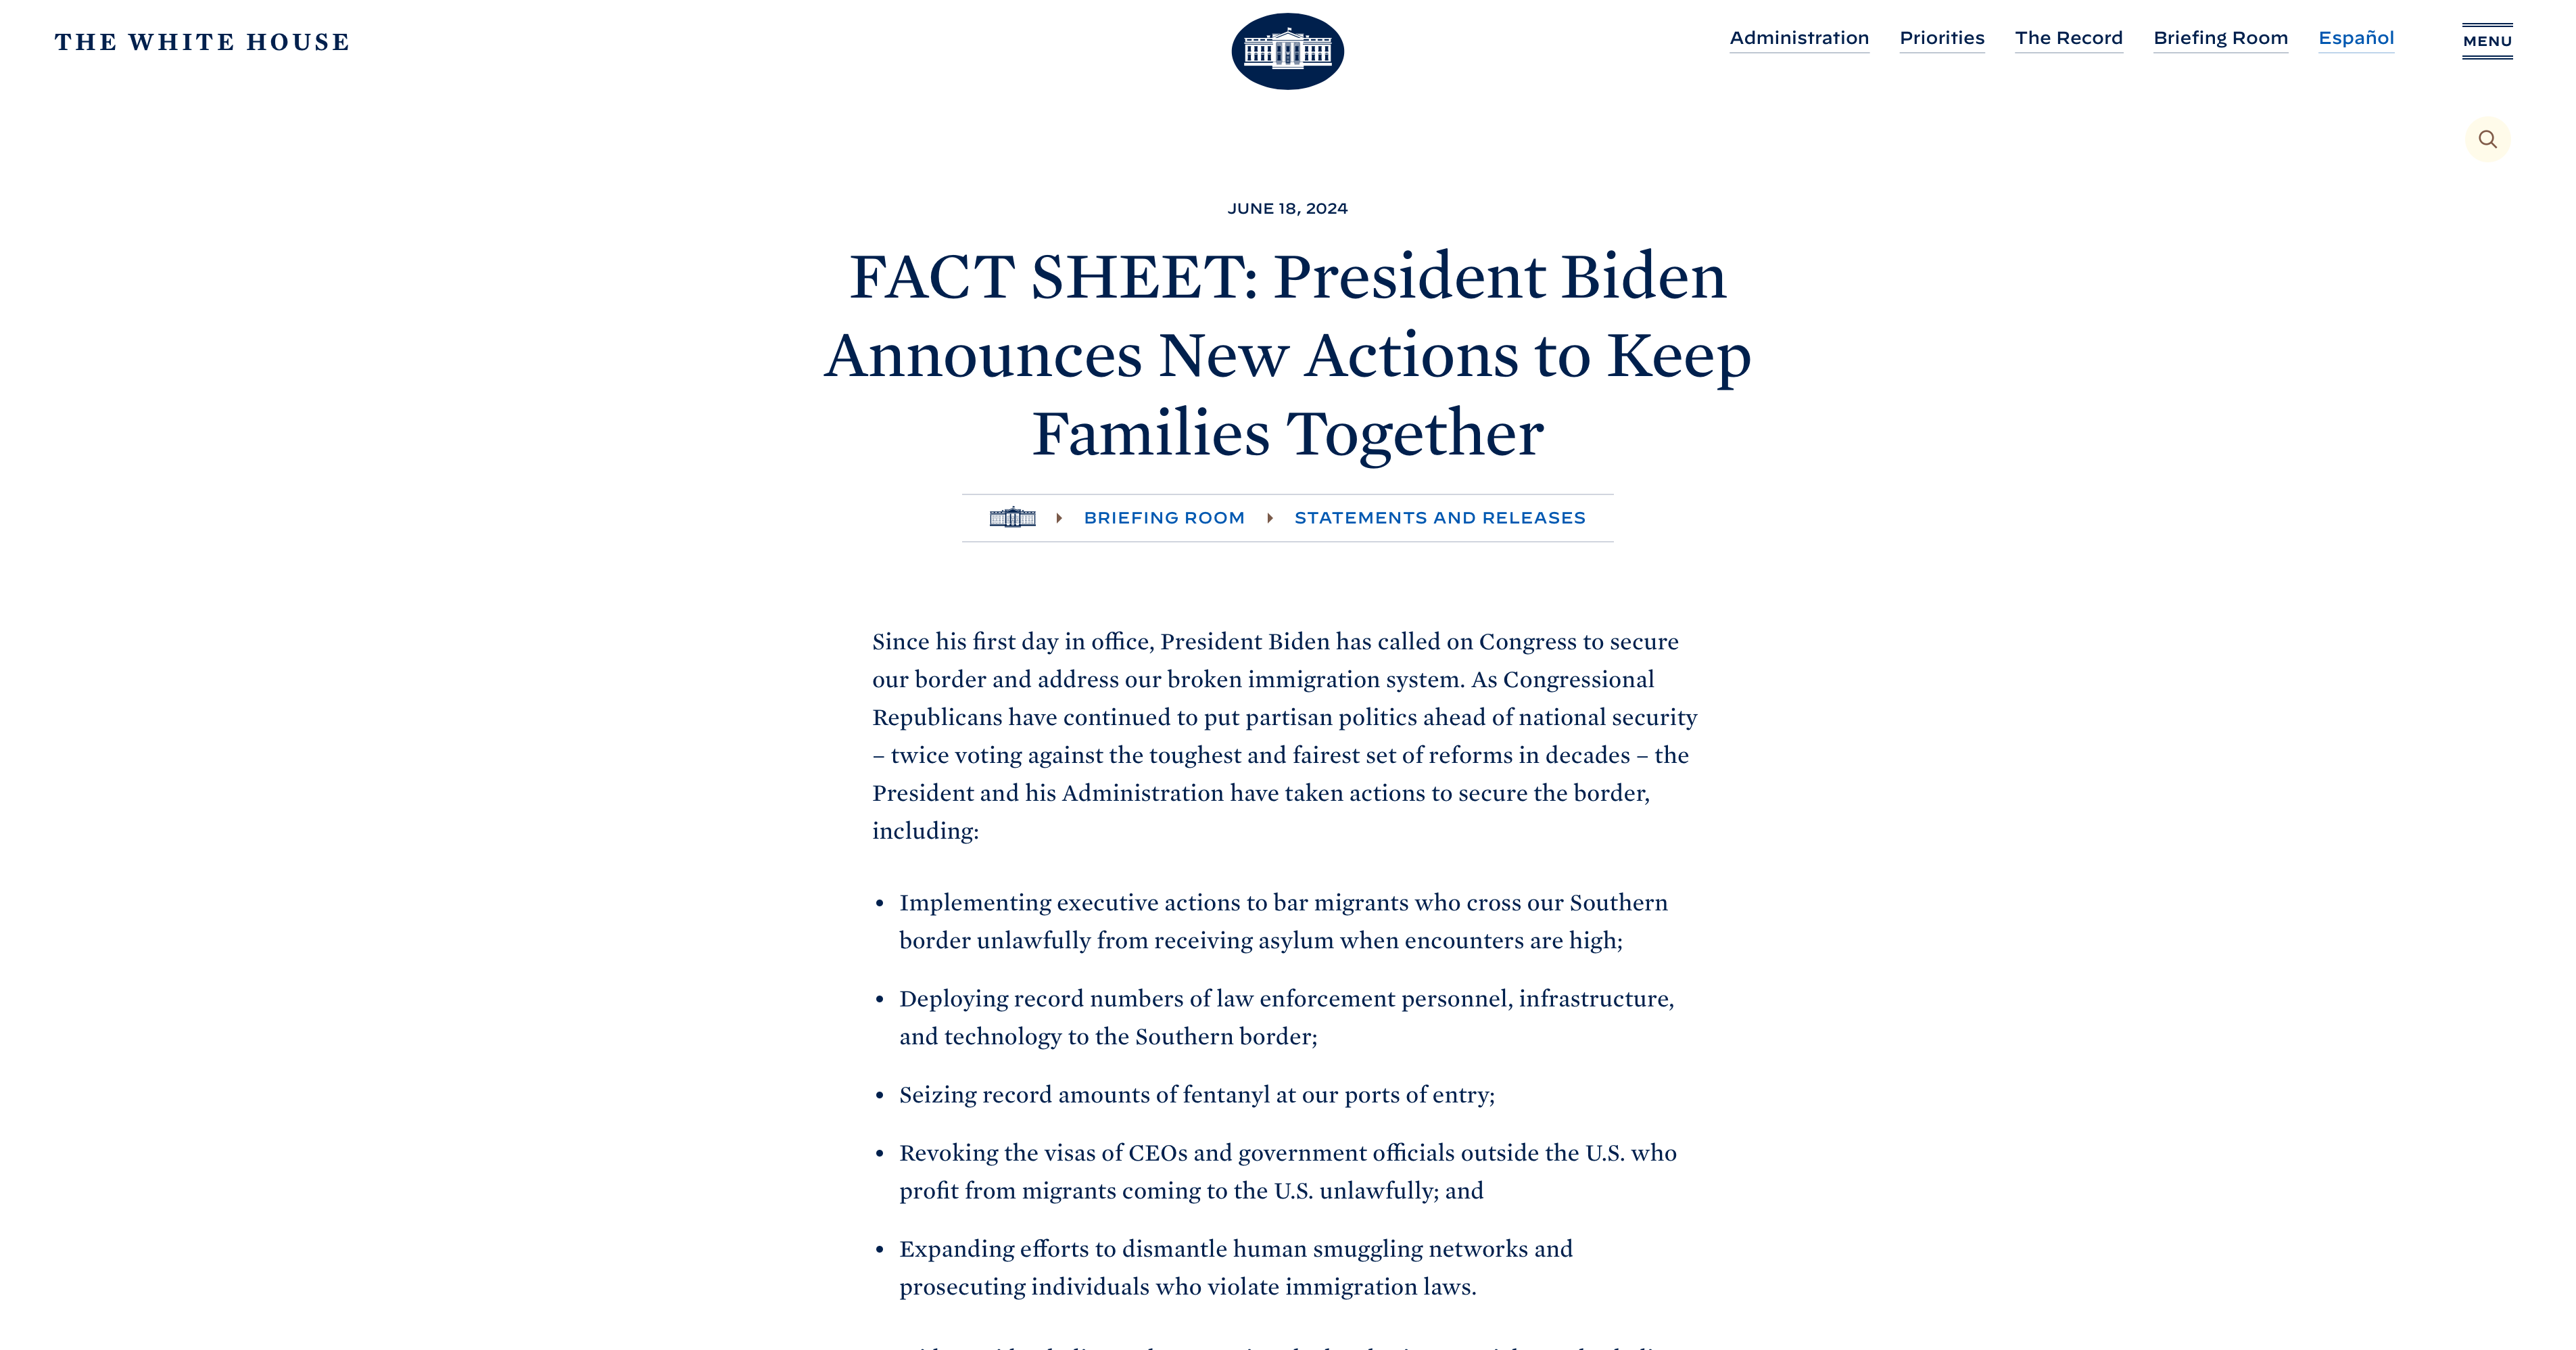 THE WHITE HOUSE
Administration
Priorities
The Record
Briefing Room
Español
MENU
JUNE 18, 2024
FACT SHEET: President Biden
Announces New Actions to Keep
Families Together
BRIEFING ROOM
STATEMENTS AND RELEASES
Since his first day in office, President Biden has called on Congress to secure
our border and address our broken immigration system. As Congressional
Republicans have continued to put partisan politics ahead of national security
– twice voting against the toughest and fairest set of reforms in decades – the
President and his Administration have taken actions to secure the border,
including:
• Implementing executive actions to bar migrants who cross our Southern
border unlawfully from receiving asylum when encounters are high;
• Deploying record numbers of law enforcement personnel, infrastructure,
and technology to the Southern border;
• Seizing record amounts of fentanyl at our ports of entry;
• Revoking the visas of CEOs and government officials outside the U.S. who
profit from migrants coming to the U.S. unlawfully; and
• Expanding efforts to dismantle human smuggling networks and
prosecuting individuals who violate immigration laws.